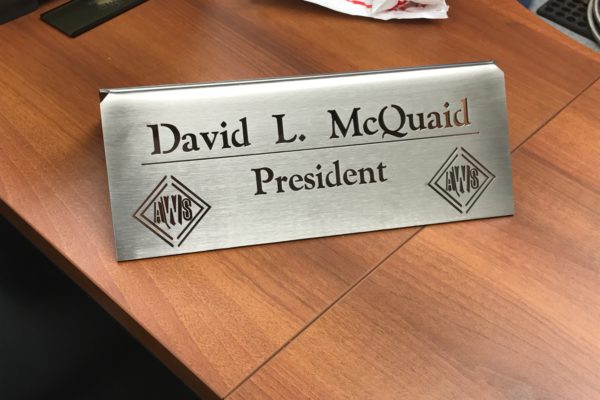 David L. McQuaid
President
AWS
AWS